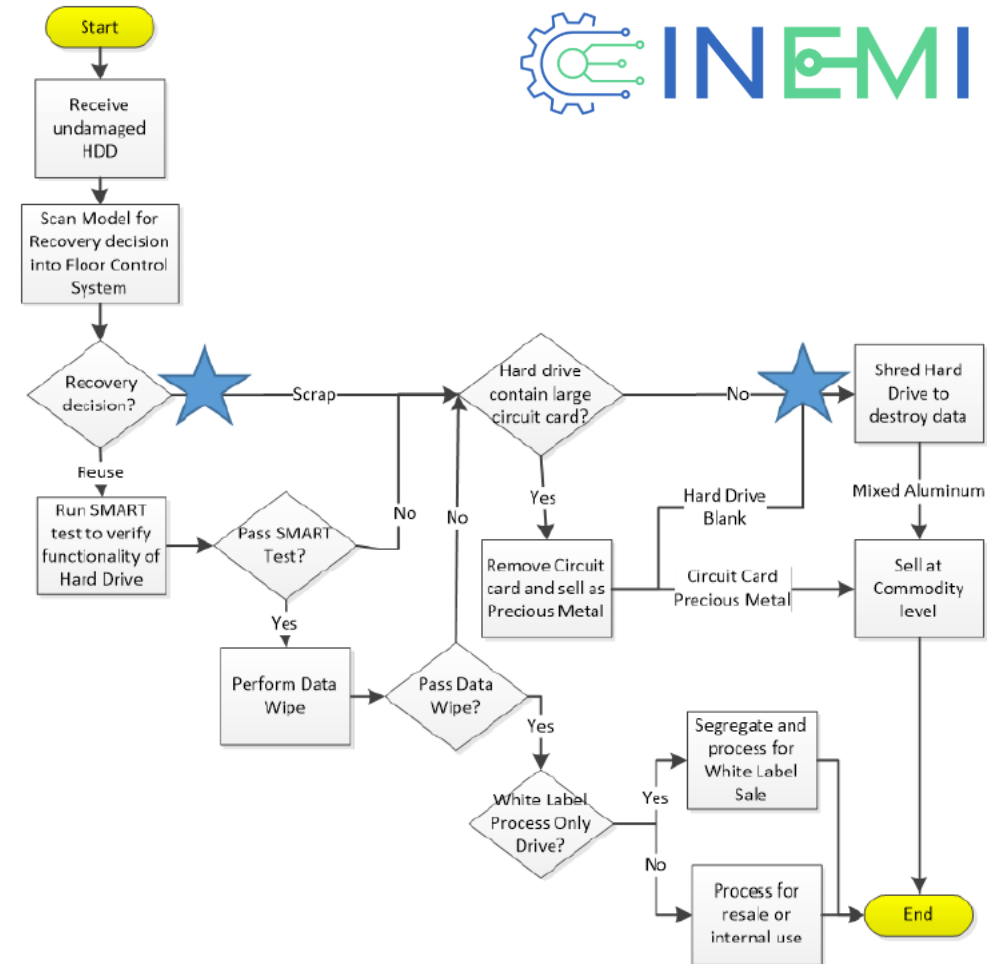 Start
INEMI
Receive
undamaged
HDD
Scan Model for
Recovery decision
into Floor Control
System
Recovery
decision?
Scrap
Hard drive
contain large
circuit card?
No
Shred Hard
Drive to
destroy data
Reuse
Yes
Hard Drive
Blank
Mixed Aluminum
Run SMART
test to verify
functionality of
Hard Drive
Pass SMART
Test?
No
No
Remove Circuit
card and sell as
Precious Metal
Circuit Card
Precious Metal
Sell at
Commodity
level
Yes
Perform Data
Wipe
Pass Data
Wipe?
Yes
Segregate and
process for
White Label
Sale
White Label
Process Only
Drive?
Yes
No
Process for
resale or
internal use
End